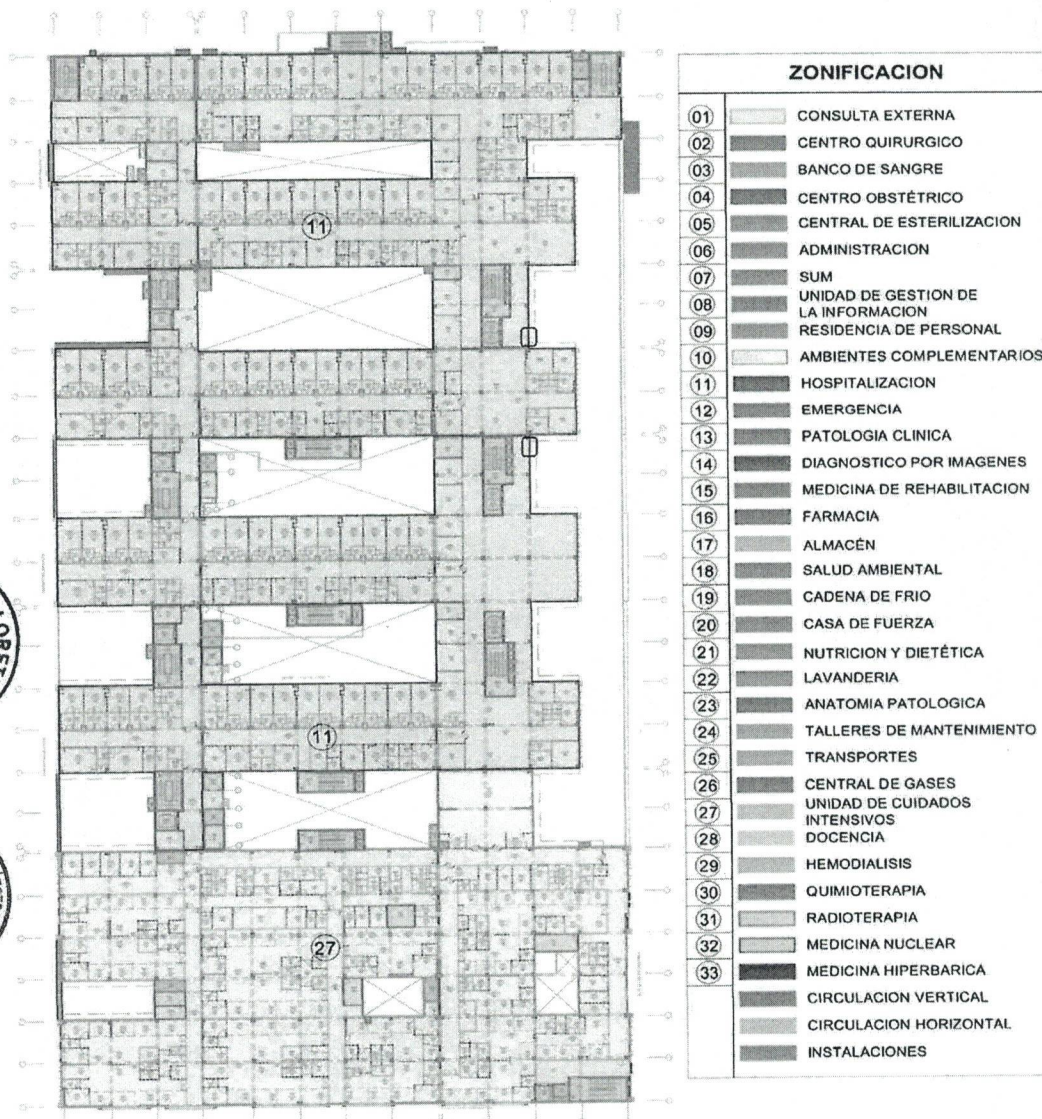 ZONIFICACION
01 CONSULTA EXTERNA
02 CENTRO QUIRURGICO
03 BANCO DE SANGRE
04 CENTRO OBSTÉTRICO
05 CENTRAL DE ESTERILIZACION
06 ADMINISTRACION
07 SUM
08 UNIDAD DE GESTION DE
LA INFORMACION
09 RESIDENCIA DE PERSONAL
10 AMBIENTES COMPLEMENTARIOS
11 HOSPITALIZACION
12 EMERGENCIA
13 PATOLOGIA CLINICA
14 DIAGNOSTICO POR IMAGENES
15 MEDICINA DE REHABILITACION
16 FARMACIA
17 ALMACÉN
18 SALUD AMBIENTAL
19 CADENA DE FRIO
20 CASA DE FUERZA
21 NUTRICION Y DIETÉTICA
22 LAVANDERIA
23 ANATOMIA PATOLOGICA
24 TALLERES DE MANTENIMIENTO
25 TRANSPORTES
26 CENTRAL DE GASES
27 UNIDAD DE CUIDADOS
INTENSIVOS
28 DOCENCIA
29 HEMODIALISIS
30 QUIMIOTERAPIA
31 RADIOTERAPIA
32 MEDICINA NUCLEAR
33 MEDICINA HIPERBARICA
CIRCULACION VERTICAL
CIRCULACION HORIZONTAL
INSTALACIONES
11
11
27